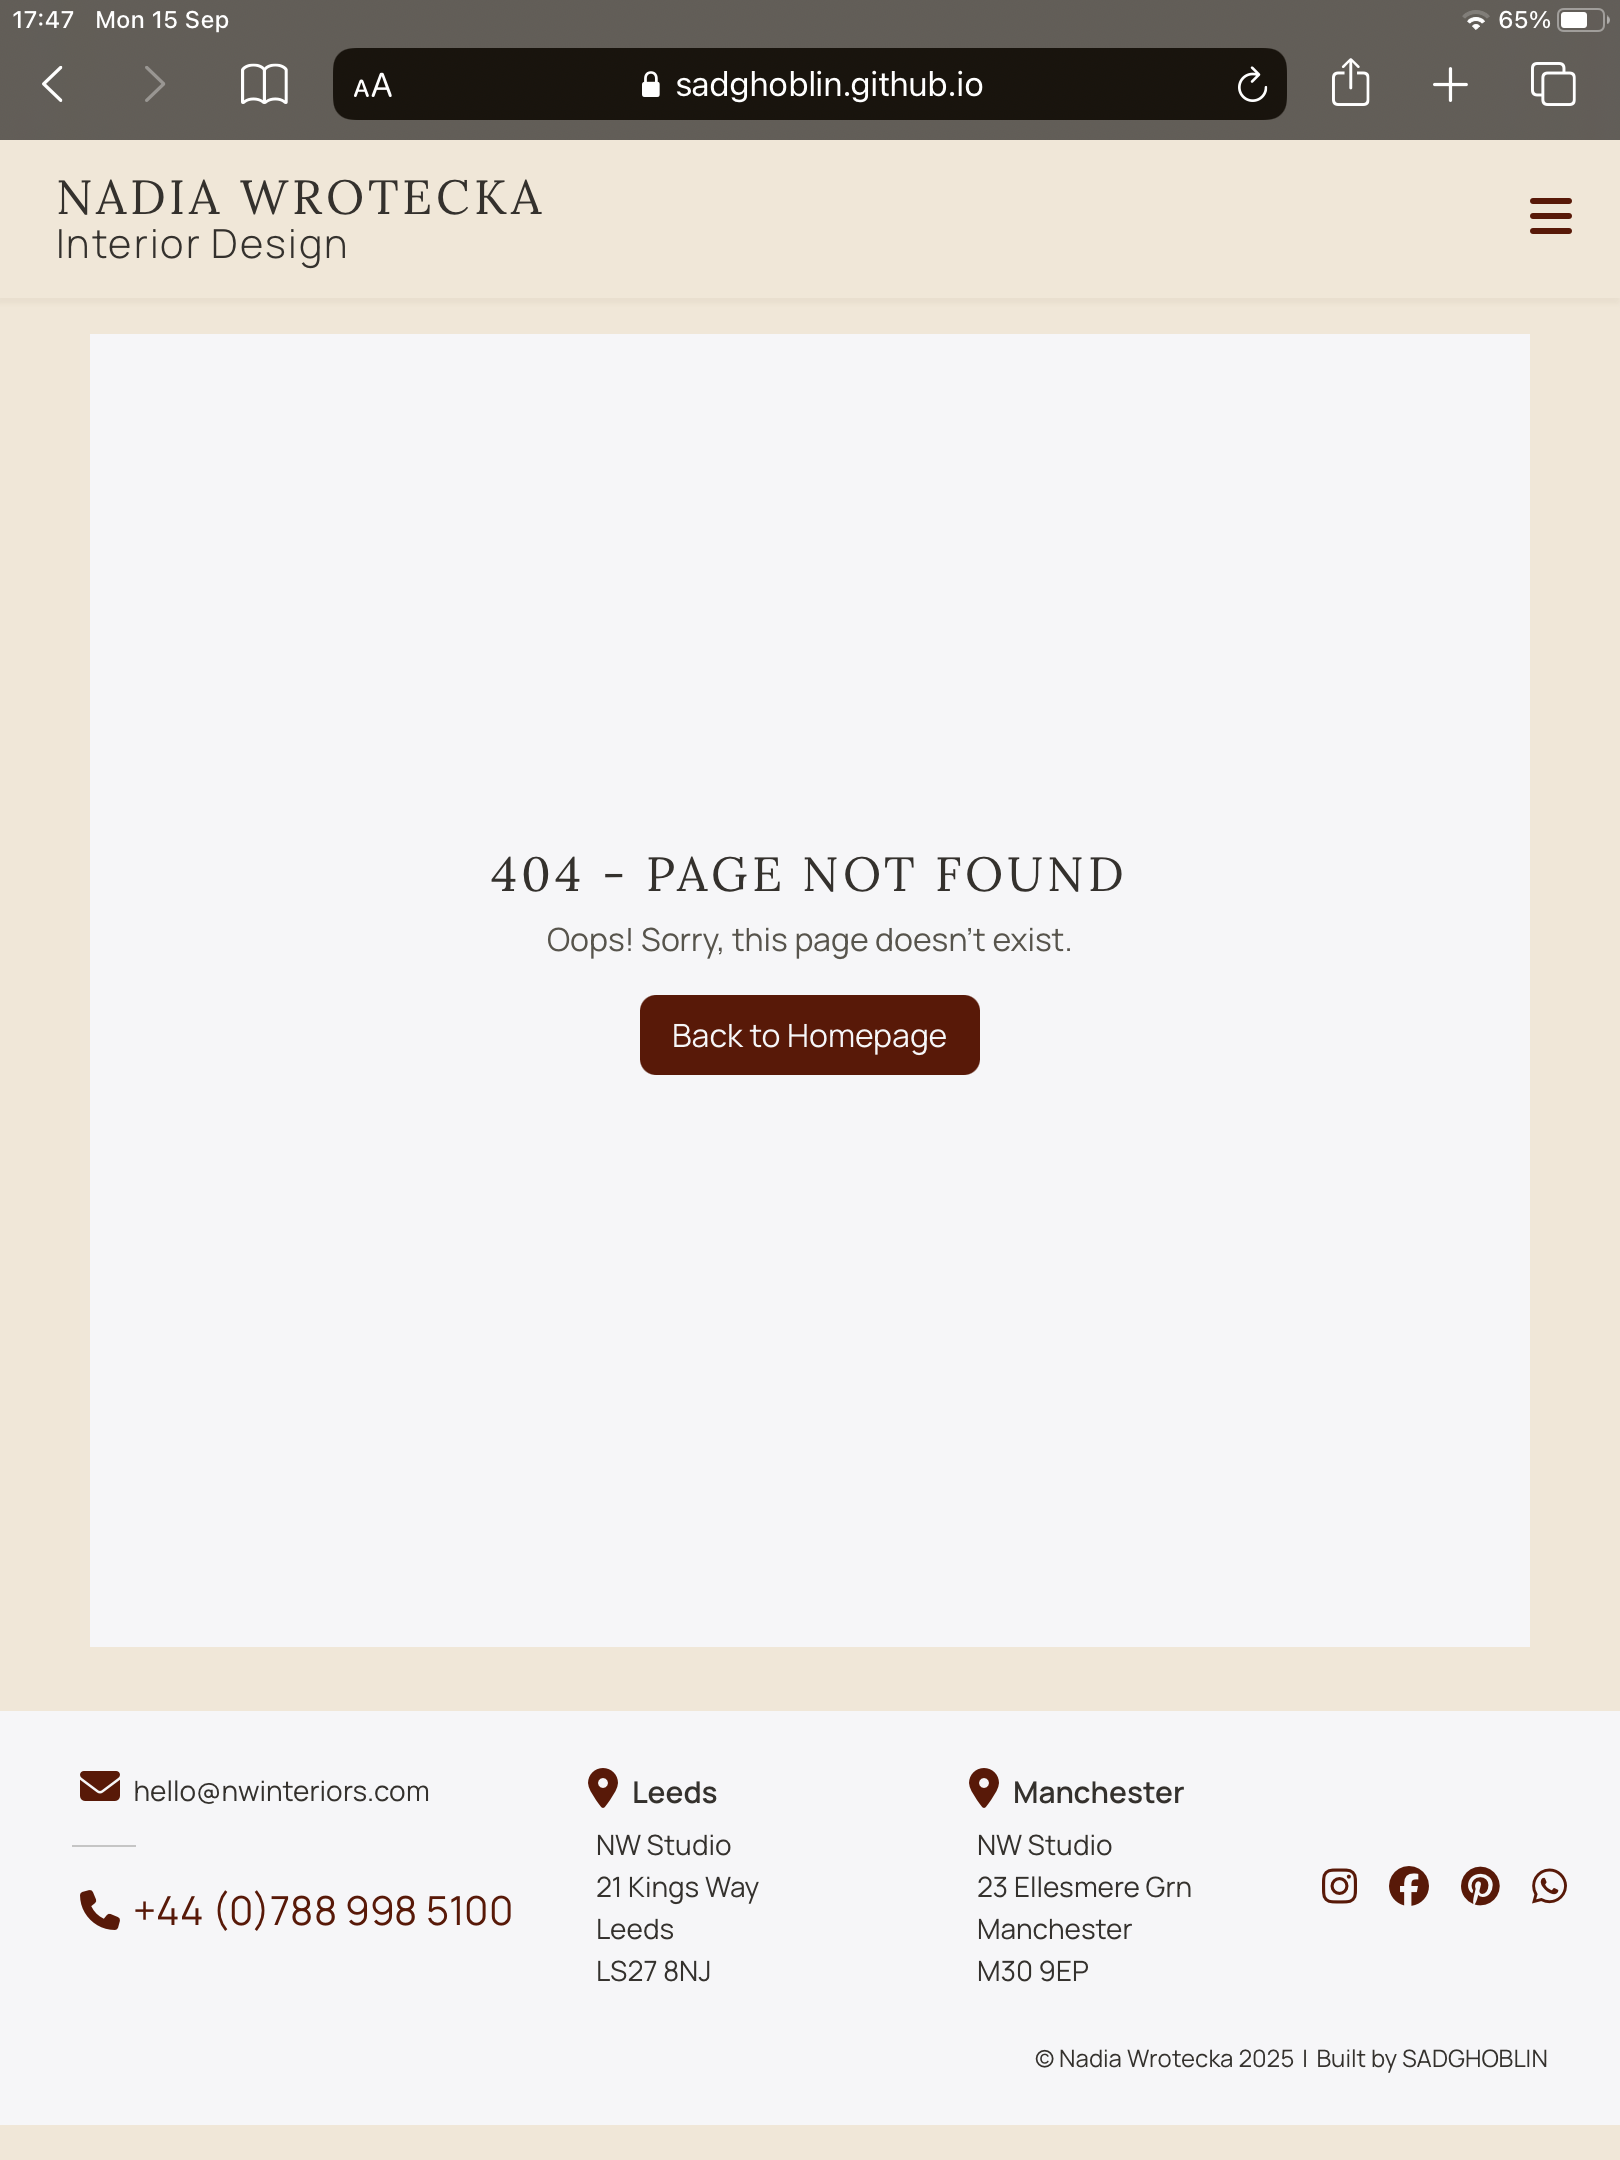 17:47 Mon 15 Sep 65%
AA sadghoblin.github.io
NADIA WROTECKA
Interior Design
404 - PAGE NOT FOUND
Oops! Sorry, this page doesn't exist.
Back to Homepage
hello@nwinteriors.com
+44 (0)788 998 5100
Leeds
NW Studio
21 Kings Way
Leeds
LS27 8NJ
Manchester
NW Studio
23 Ellesmere Grn
Manchester
M30 9EP
© Nadia Wrotecka 2025 | Built by SADGHOBLIN